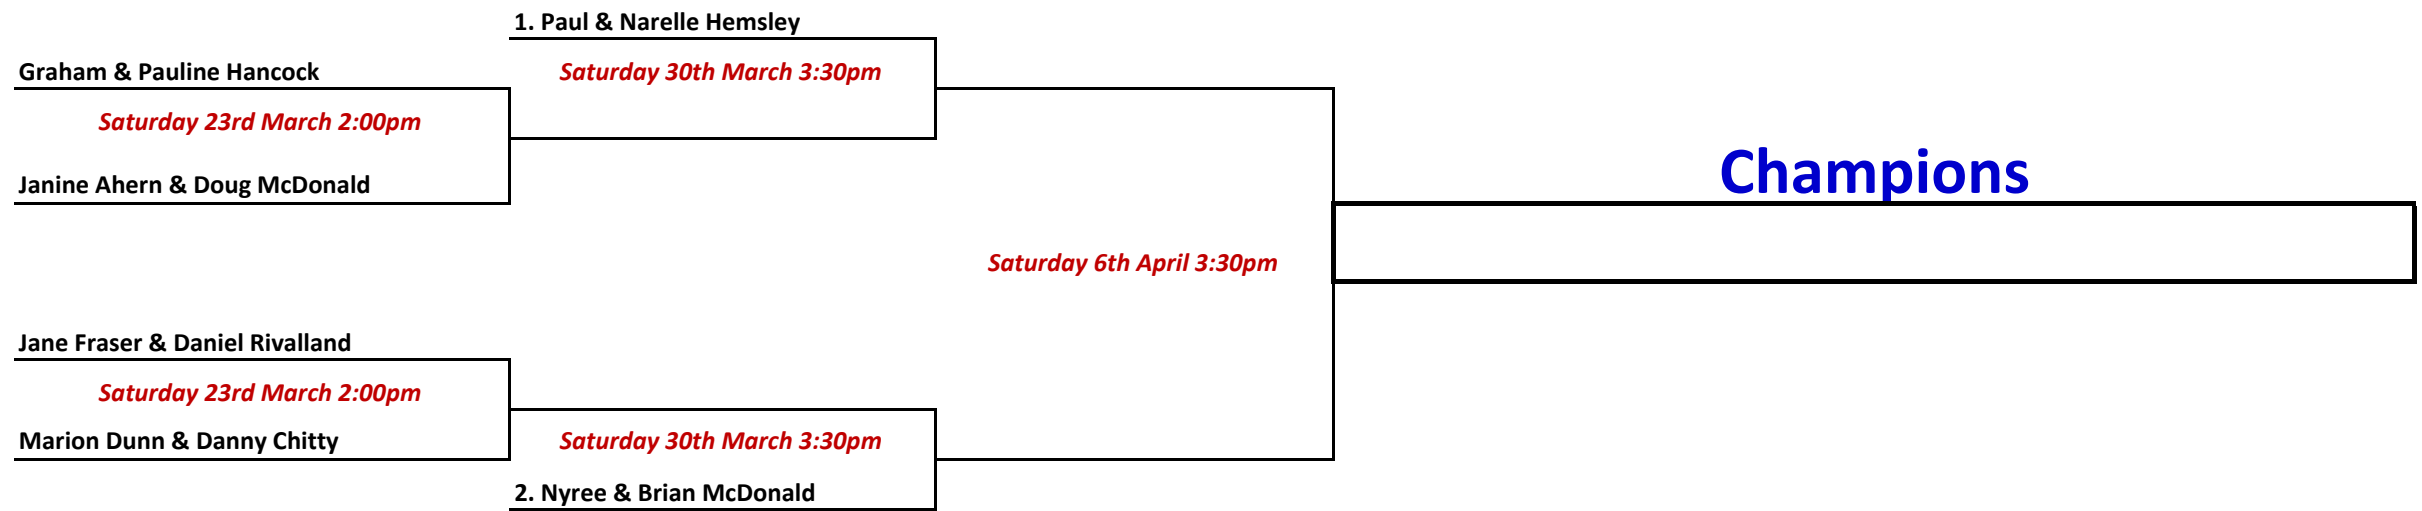 1. Paul & Narelle Hemsley
Graham & Pauline Hancock
Saturday 30th March 3:30pm
Saturday 23rd March 2:00pm
Janine Ahern & Doug McDonald
Champions
Saturday 6th April 3:30pm
Jane Fraser & Daniel Rivalland
Saturday 23rd March 2:00pm
Marion Dunn & Danny Chitty
Saturday 30th March 3:30pm
2. Nyree & Brian McDonald